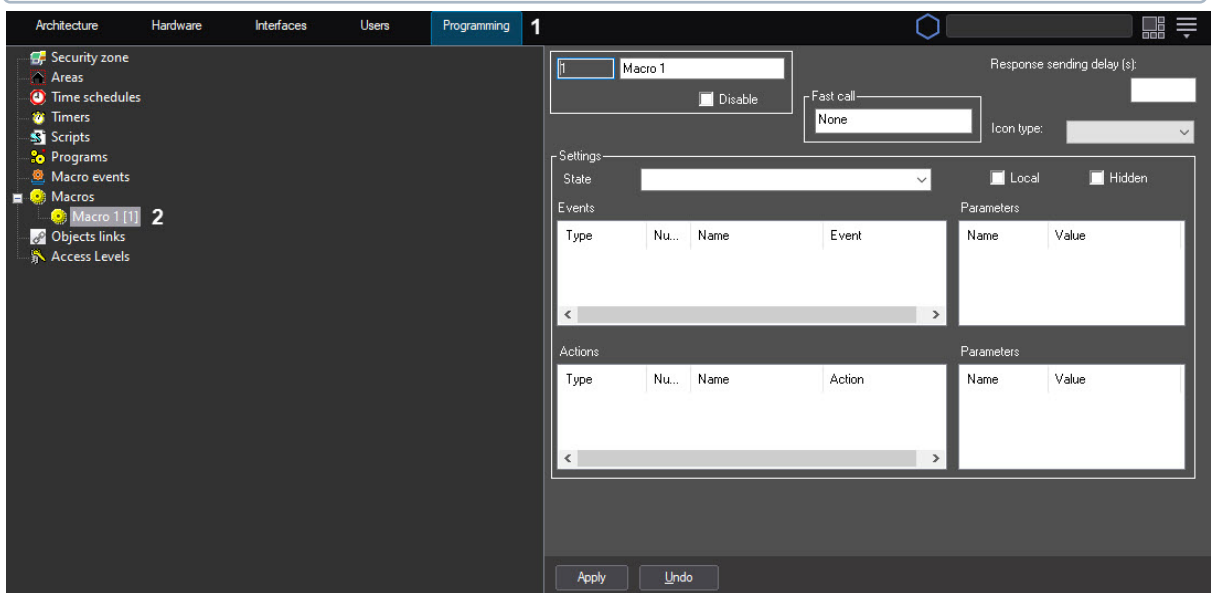 Architecture Hardware Interfaces Users Programming 1
Security zone
Areas
Time schedules
Timers
Scripts
Programs
Macro events
Macros
Macro 1 [1] 2
Objects links
Access Levels
1 Macro 1
Disable
Fast call
None
Response sending delay (s):
Icon type:
Settings
State Local Hidden
Events Parameters
Type Nu... Name Event Name Value
Actions Parameters
Type Nu... Name Action Name Value
Apply Undo